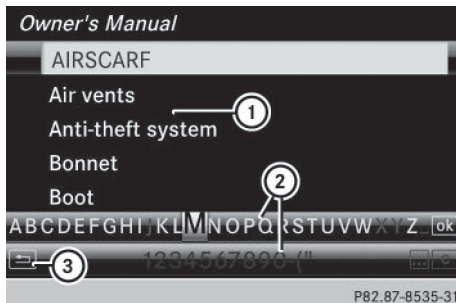 Owner's Manual
AIRSCARF
Air vents
Anti-theft system
Bonnet
Boot
1
2
ABCDEFGHIJKLMNOPQRSTUVWXYZ_ ok
1234567890-("
... C
3
P82.87-8535-31